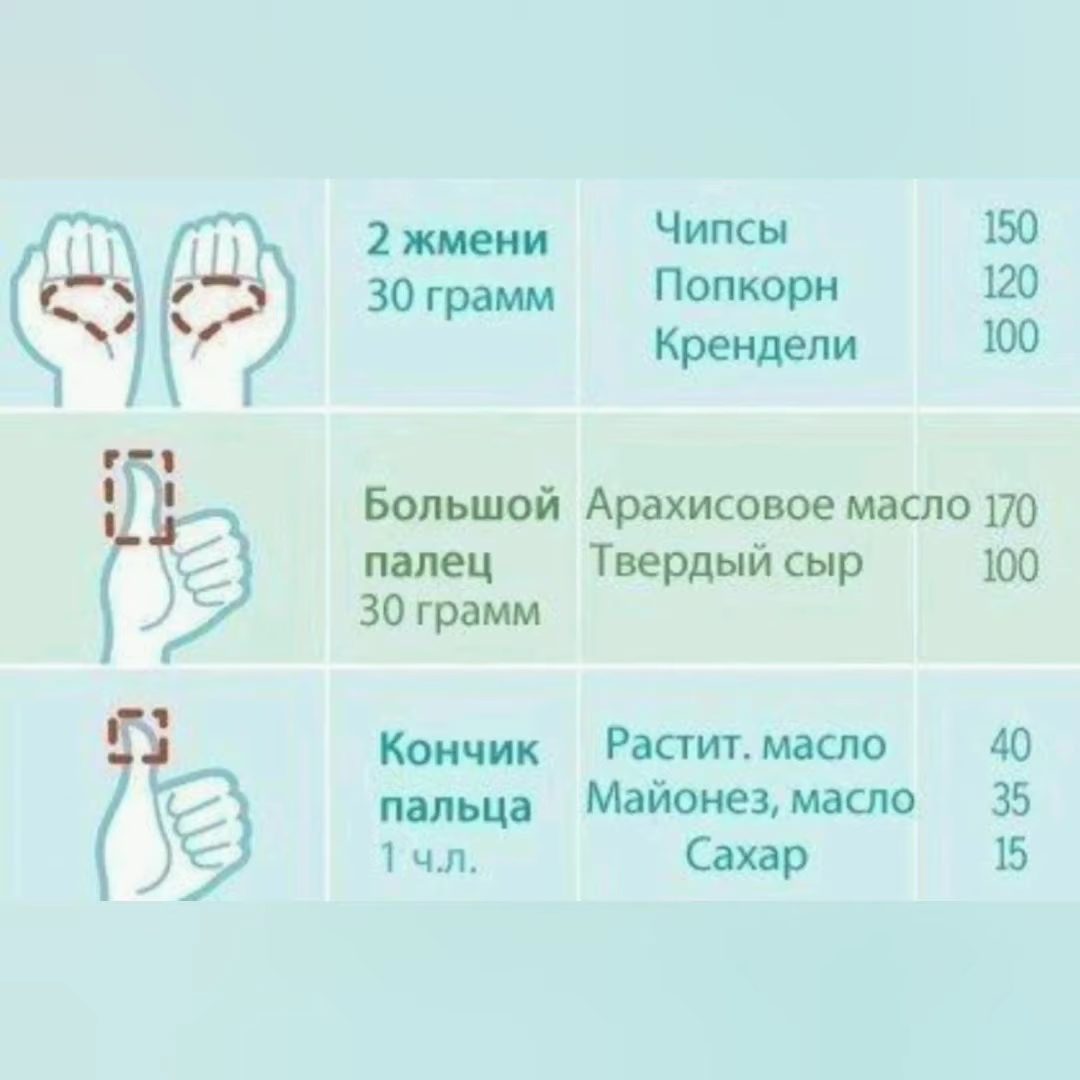 2 жмени
30 грамм
Чипсы 150
Попкорн 120
Крендели 100
Большой
палец
30 грамм
Арахисовое масло 170
Твердый сыр 100
Кончик
пальца
1 ч.л.
Растит. масло 40
Майонез, масло 35
Сахар 15